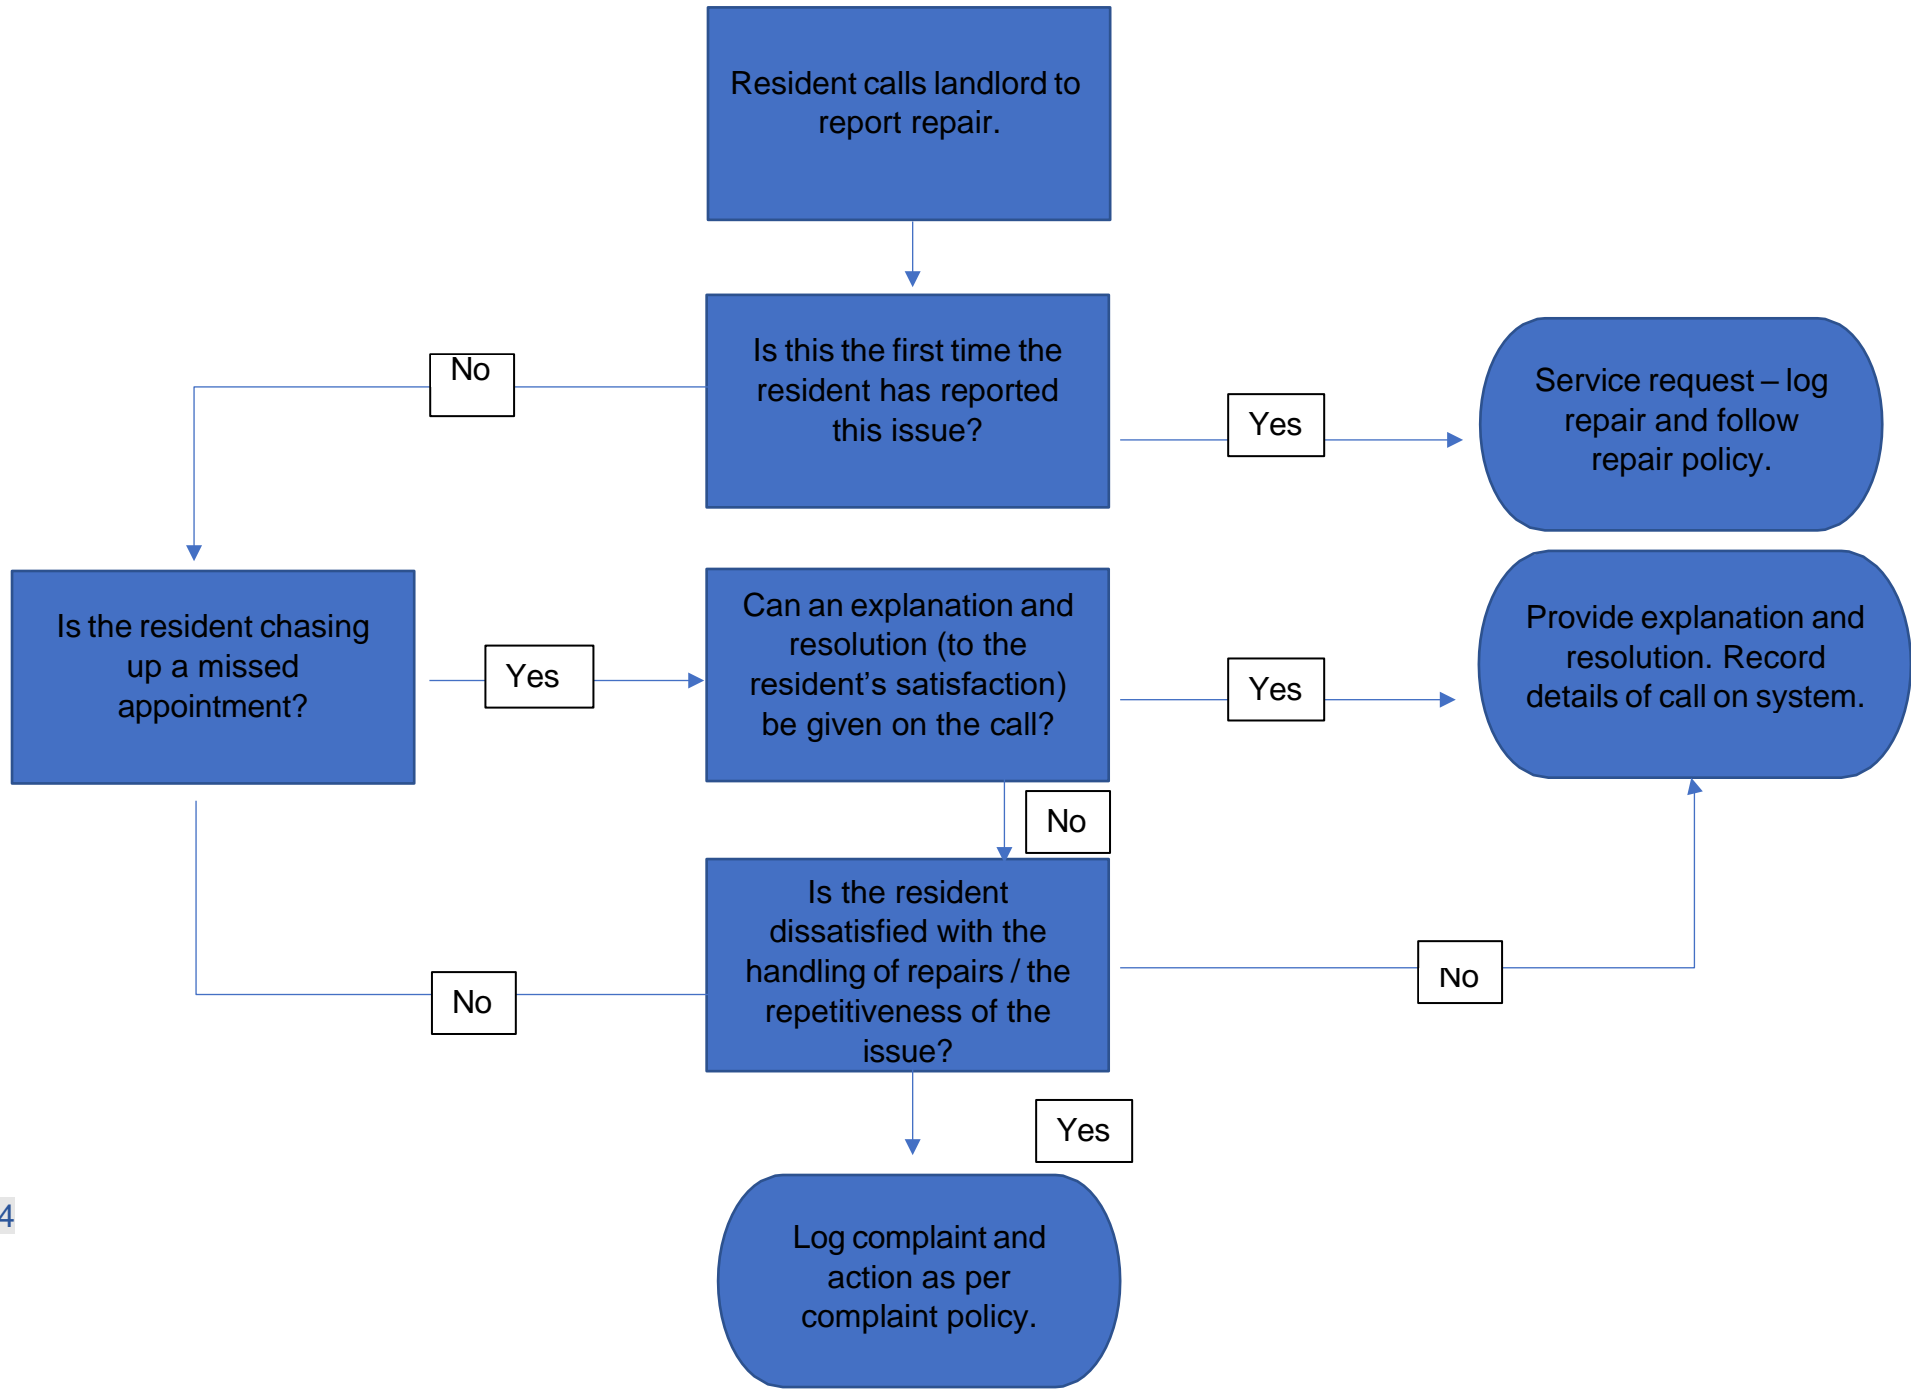 Resident calls landlord to
report repair.
Is this the first time the
resident has reported
this issue?
No
Yes
Service request – log
repair and follow
repair policy.
Is the resident chasing
up a missed
appointment?
Yes
Can an explanation and
resolution (to the
resident’s satisfaction)
be given on the call?
Yes
Provide explanation and
resolution. Record
details of call on system.
No
Is the resident
dissatisfied with the
handling of repairs / the
repetitiveness of the
issue?
No
No
Yes
Log complaint and
action as per
complaint policy.
4